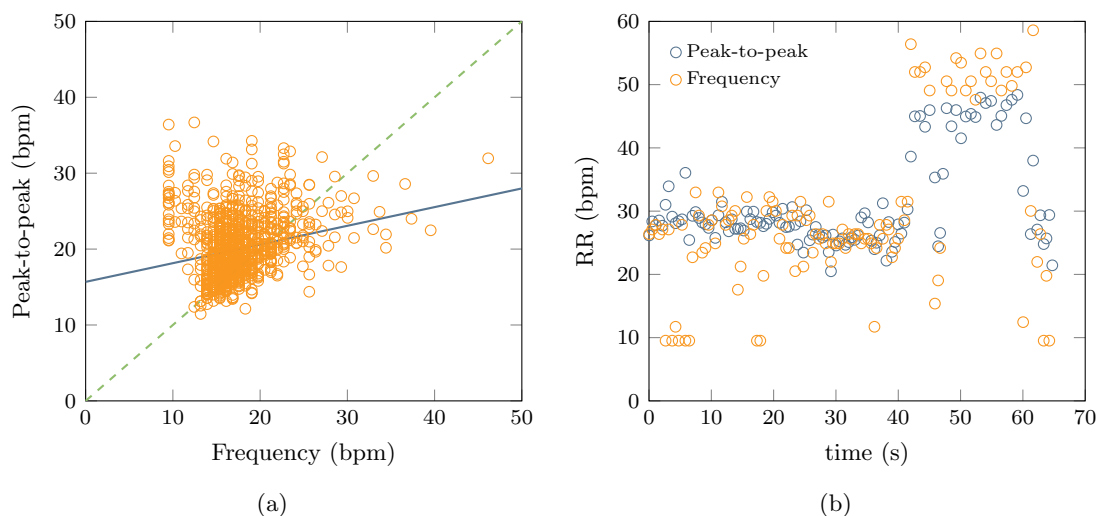 50
40
30
20
10
0
Peak-to-peak (bpm)
0 10 20 30 40 50
Frequency (bpm)
(a)
60
50
40
30
20
10
0
RR (bpm)
Peak-to-peak
Frequency
0 10 20 30 40 50 60 70
time (s)
(b)